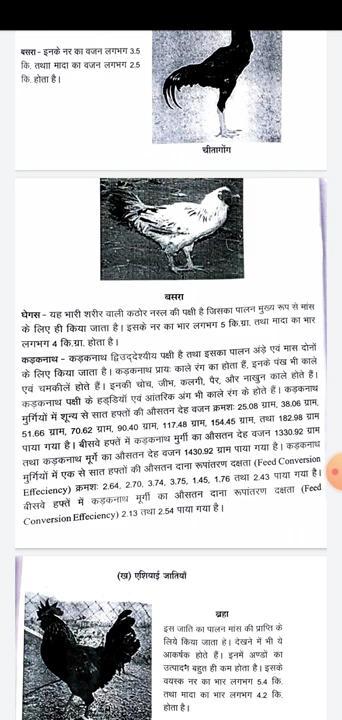 बसरा - इनके नर का वजन लगभग 3.5
कि. तथाा मादा का वजन लगभग 2.5
कि. होता है।
चीतागोंग
बसरा
घेगस - यह भारी शरीर वाली कठोर नस्ल की पक्षी है जिसका पालन मुख्य रूप से मांस
के लिए ही किया जाता है। इसके नर का भार लगभग 5 कि.ग्रा. तथा मादा का भार
लगभग 4 कि.ग्रा. होता है।
कड़कनाथ - कड़कनाथ द्विउद्देश्यीय पक्षी है तथा इसका पालन अंडे एवं मास दोनों
के लिए किया जाता है। कड़कनाथ प्रायः काले रंग का होता हैं, इनके पंख भी काले
एवं चमकीलें होते हैं। इनकी चोच, जीभ, कलगी, पैर, और नाखुन काले होते हैं।
कड़कनाथ पक्षी के हड्डियों एवं आंतरिक अंग भी काले रंग के होते हैं। कड़कनाथ
मुर्गियों में शून्य से सात हफ्तों की औसतन देह वजन क्रमशः 25.08 ग्राम, 38.06 ग्राम,
51.66 ग्राम, 70.62 ग्राम, 90.40 ग्राम, 117.48 ग्राम, 154.45 ग्राम, तथा 182.98 ग्राम
पाया गया है। बीसवे हफ्ते में कड़कनाथ मुर्गी का औसतन देह वजन 1330.92 ग्राम
तथा कड़कनाथ मूर्गे का औसतन देह वजन 1430.92 ग्राम पाया गया है। कड़कनाथ
मुर्गियों में एक से सात हफ्तों की औसतन दाना रूपांतरण दक्षता (Feed Conversion
Effeciency) क्रमशः 2.64, 2.70, 3.74, 3.75, 1.45, 1.76 तथा 2.43 पाया गया है।
बीसवे हफ्ते में कड़कनाथ मूर्गी का औसतन दाना रूपांतरण दक्षता (Feed
Conversion Effeciency) 2.13 तथा 2.54 पाया गया है।
(ख) एशियाई जातियाँ
ब्रहा
इस जाति का पालन मांस की प्राप्ति के
लिये किया जाता है। देखने में भी ये
आकर्षक होते हैं। इनमें अण्डों का
उत्पादन बहुत ही कम होता है। इसके
वयस्क नर का भार लगभग 5.4 कि.
तथा मादा का भार लगभग 4.2 कि.
होता है।